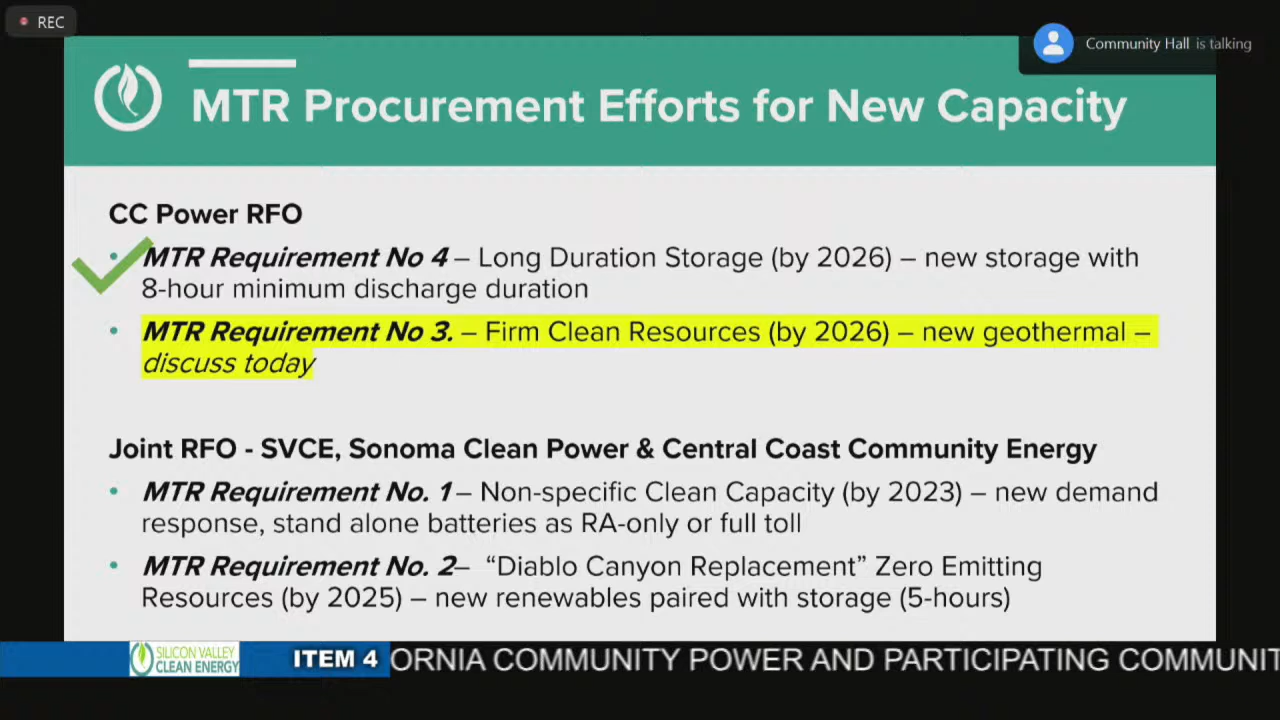 REC
Community Hall is talking
MTR Procurement Efforts for New Capacity
CC Power RFO
• MTR Requirement No 4 – Long Duration Storage (by 2026) – new storage with
8-hour minimum discharge duration
• MTR Requirement No 3. – Firm Clean Resources (by 2026) – new geothermal –
discuss today
Joint RFO - SVCE, Sonoma Clean Power & Central Coast Community Energy
• MTR Requirement No. 1 – Non-specific Clean Capacity (by 2023) – new demand
response, stand alone batteries as RA-only or full toll
• MTR Requirement No. 2– “Diablo Canyon Replacement” Zero Emitting
Resources (by 2025) – new renewables paired with storage (5-hours)
SILICON VALLEY
CLEAN ENERGY
ITEM 4 ORNIA COMMUNITY POWER AND PARTICIPATING COMMUNIT